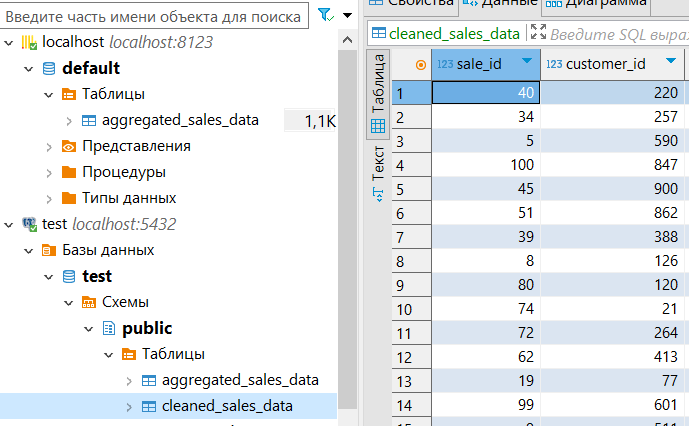 Введите часть имени объекта для поиска
localhost localhost:8123
default
Таблицы
aggregated_sales_data 1,1K
Представления
Процедуры
Типы данных
test localhost:5432
Базы данных
test
Схемы
public
Таблицы
aggregated_sales_data
cleaned_sales_data
Свойства Данные Диаграмма
cleaned_sales_data Введите SQL выраж
Таблица
Текст
123 sale_id 123 customer_id
1 40 220
2 34 257
3 5 590
4 100 847
5 45 900
6 51 862
7 39 388
8 8 126
9 80 120
10 74 21
11 72 264
12 62 413
13 19 77
14 99 601